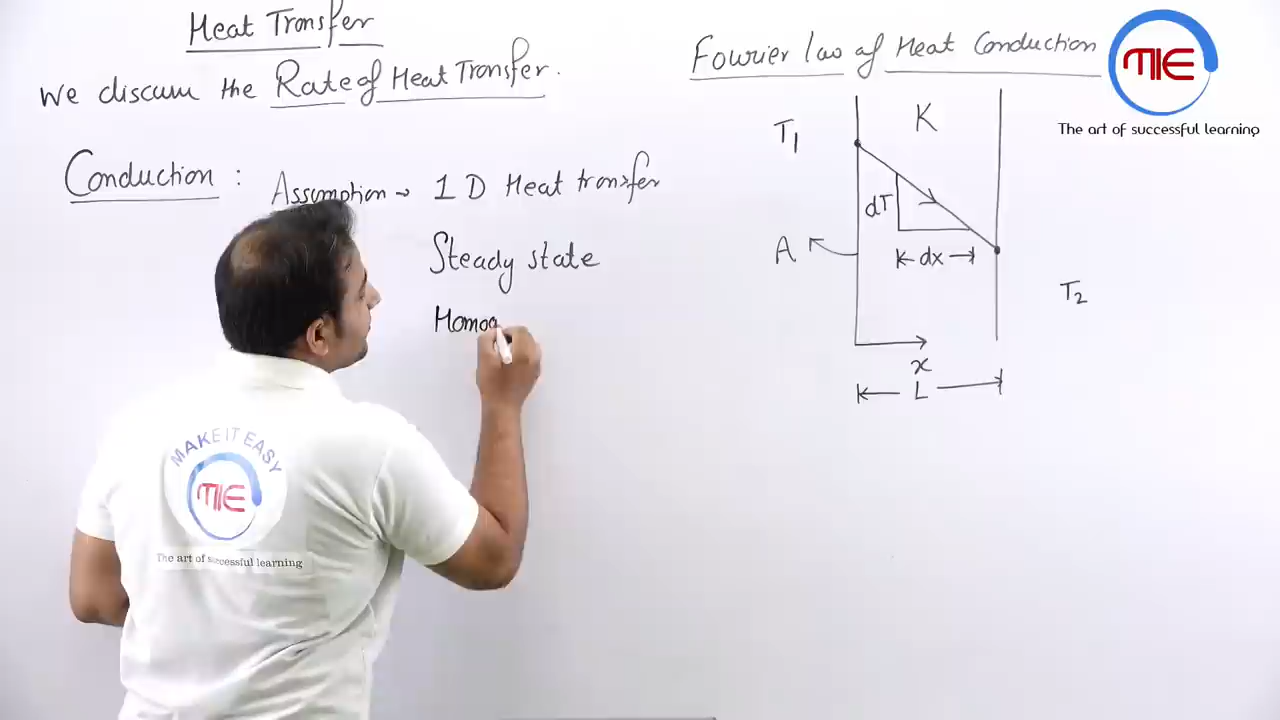 Heat Transfer
We discuss the Rate of Heat Transfer.
Conduction : Assumption → 1 D Heat transfer
Steady state
Homog
Fourier law of Heat Conduction
T1
K
dT
A
dx
T2
x
L
MIE
The art of successful learning
MAKE IT EASY
MIE
The art of successful learning